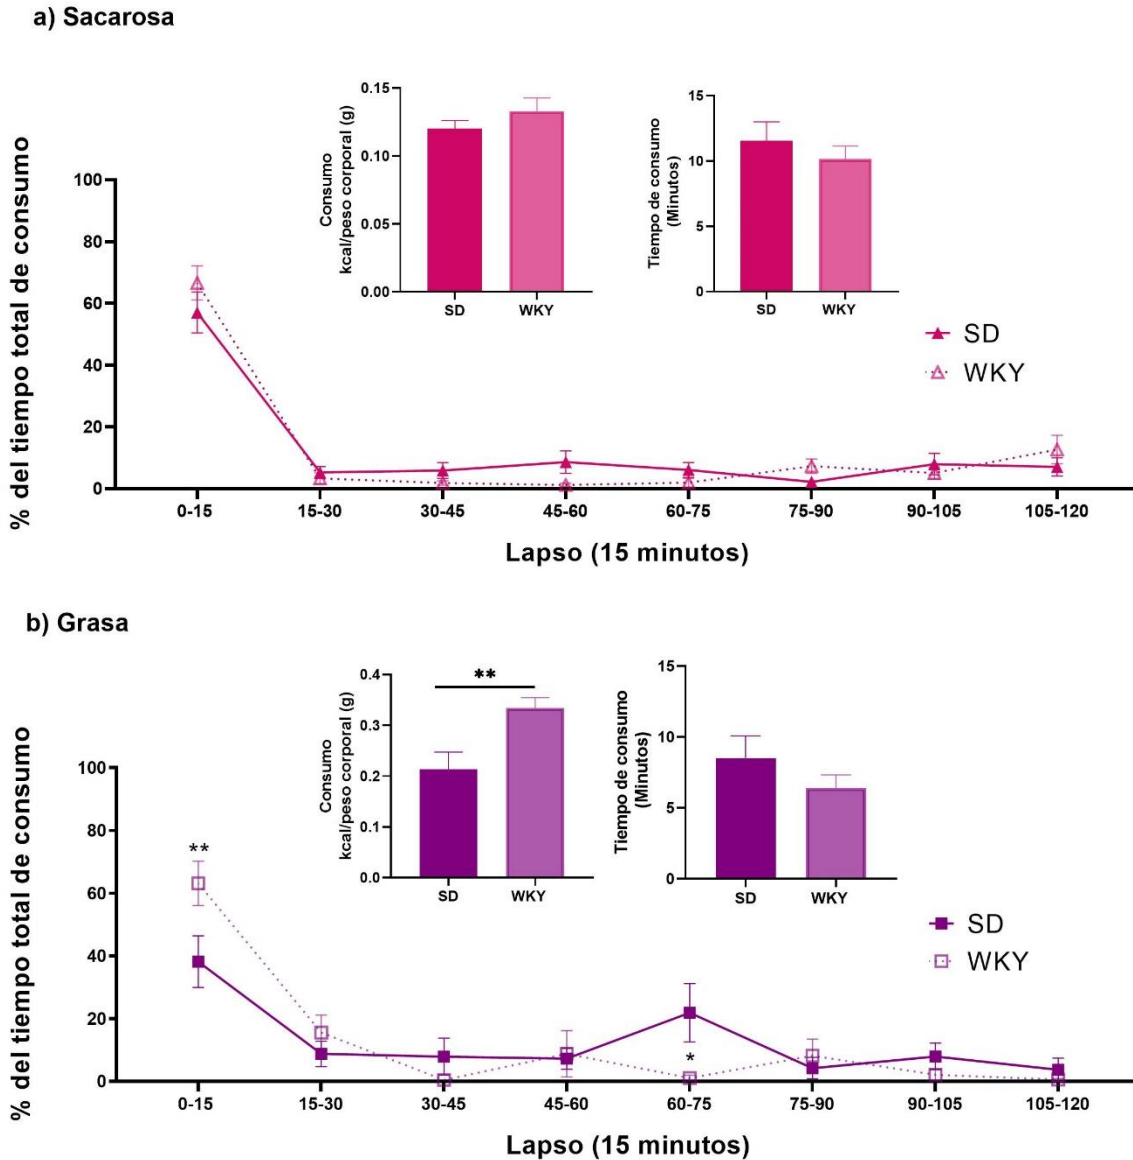 a) Sacarosa
% del tiempo total de consumo
100
80
60
40
20
0
0-15
15-30
30-45
45-60
60-75
75-90
90-105
105-120
Lapso (15 minutos)
Consumo
kcal/peso corporal (g)
0.15
0.10
0.05
0.00
SD
WKY
Tiempo de consumo
(Minutos)
15
10
5
0
SD
WKY
SD
WKY
b) Grasa
% del tiempo total de consumo
100
80
60
40
20
0
**
*
0-15
15-30
30-45
45-60
60-75
75-90
90-105
105-120
Lapso (15 minutos)
Consumo
kcal/peso corporal (g)
0.4
0.3
0.2
0.1
0.0
**
SD
WKY
Tiempo de consumo
(Minutos)
15
10
5
0
SD
WKY
SD
WKY